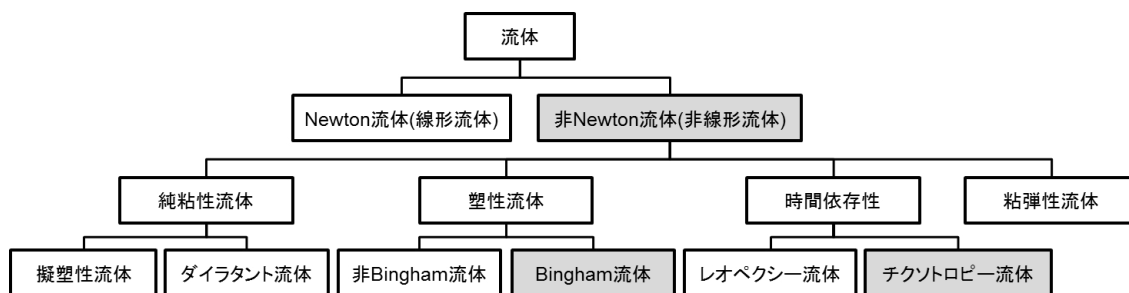 流体
Newton流体(線形流体)
非Newton流体(非線形流体)
純粘性流体
塑性流体
時間依存性
粘弾性流体
擬塑性流体
ダイラタント流体
非Bingham流体
Bingham流体
レオペクシー流体
チクソトロピー流体